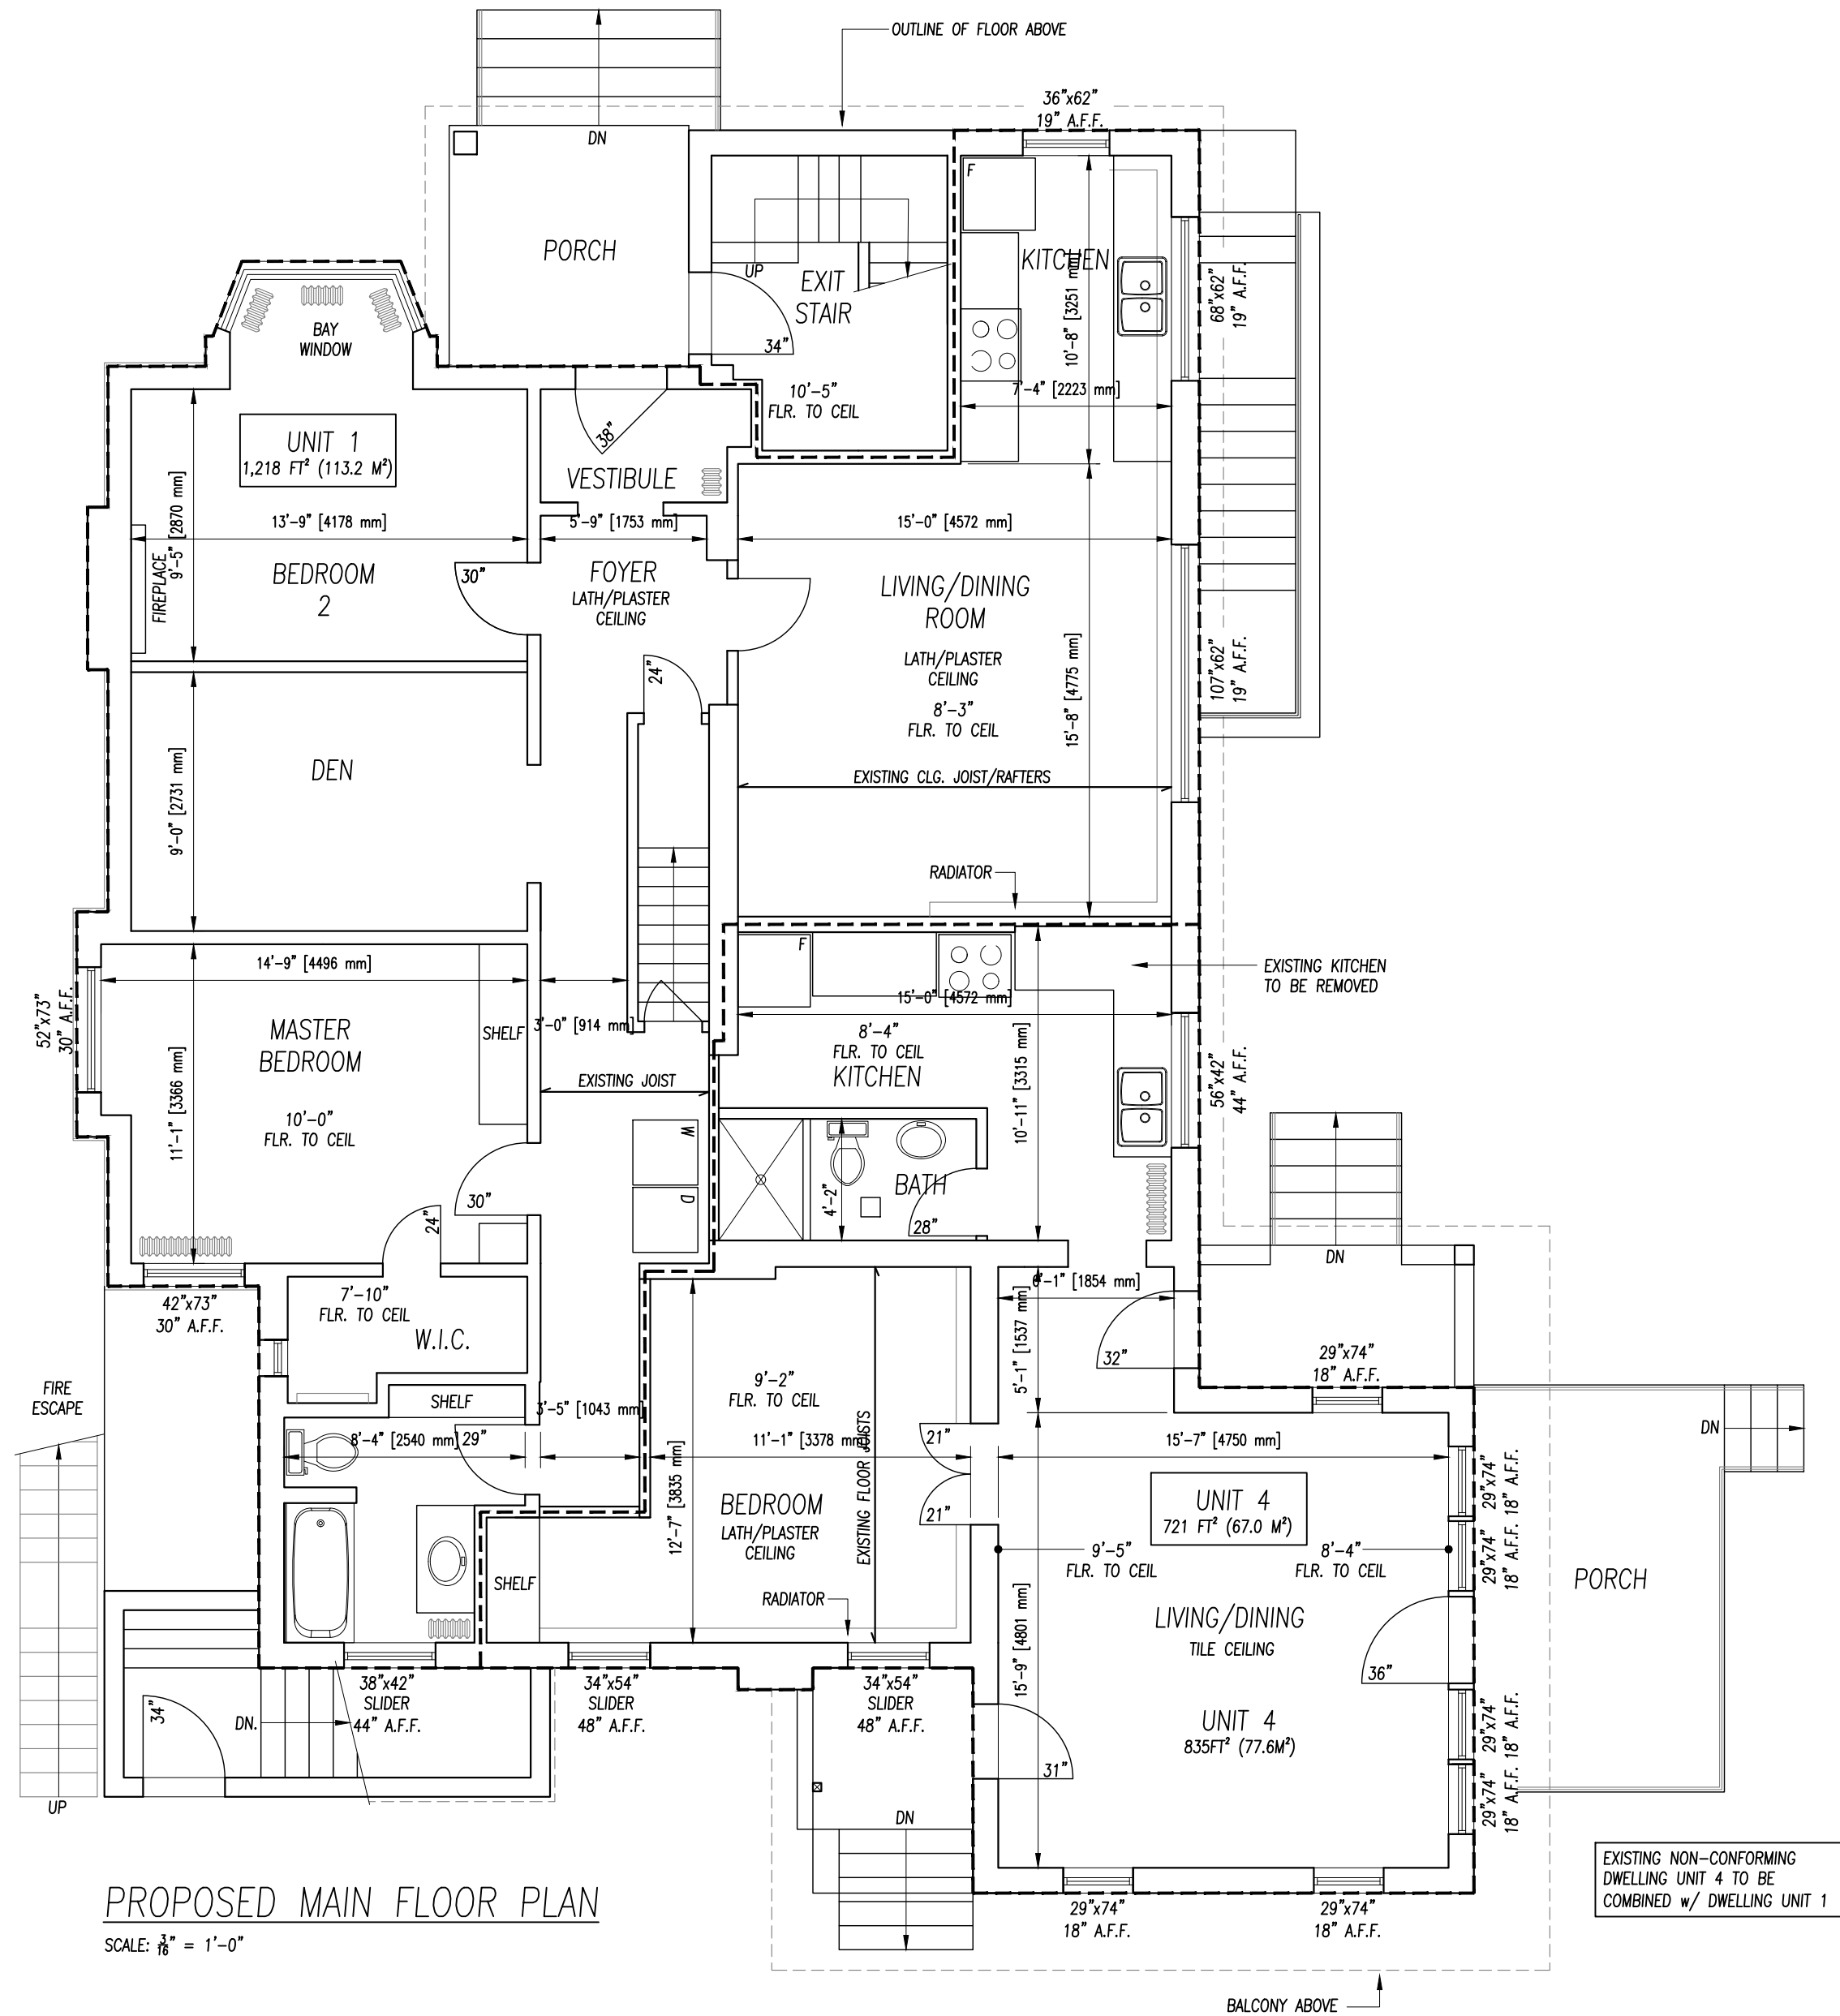 OUTLINE OF FLOOR ABOVE
36"x62"
19" A.F.F.
DN
PORCH
UP
EXIT
STAIR
34"
10'-5"
FLR. TO CEIL
F
KITCHEN
10'-8" [3251 mm]
7'-4" [2223 mm]
68"x62"
19" A.F.F.
BAY
WINDOW
UNIT 1
1,218 FT² (113.2 M²)
38"
VESTIBULE
13'-9" [4178 mm]
9'-5" [2870 mm]
FIREPLACE
BEDROOM
2
30"
5'-9" [1753 mm]
FOYER
LATH/PLASTER
CEILING
24"
15'-0" [4572 mm]
LIVING/DINING
ROOM
LATH/PLASTER
CEILING
8'-3"
FLR. TO CEIL
15'-8" [4775 mm]
107"x62"
19" A.F.F.
EXISTING CLG. JOIST/RAFTERS
DEN
9'-0" [2731 mm]
RADIATOR
14'-9" [4496 mm]
52"x73"
30" A.F.F.
MASTER
BEDROOM
10'-0"
FLR. TO CEIL
11'-1" [3366 mm]
SHELF
3'-0" [914 mm]
EXISTING JOIST
W
D
30"
24"
F
15'-0" [4572 mm]
8'-4"
FLR. TO CEIL
KITCHEN
10'-11" [3315 mm]
EXISTING KITCHEN
TO BE REMOVED
56"x42"
44" A.F.F.
BATH
4'-2"
28"
DN
42"x73"
30" A.F.F.
7'-10"
FLR. TO CEIL
W.I.C.
6'-1" [1854 mm]
5'-1" [1537 mm]
32"
29"x74"
18" A.F.F.
FIRE
ESCAPE
SHELF
3'-5" [1043 mm]
8'-4" [2540 mm]
29"
9'-2"
FLR. TO CEIL
11'-1" [3378 mm]
EXISTING FLOOR JOISTS
12'-7" [3835 mm]
BEDROOM
LATH/PLASTER
CEILING
21"
21"
SHELF
RADIATOR
15'-7" [4750 mm]
UNIT 4
721 FT² (67.0 M²)
9'-5"
FLR. TO CEIL
8'-4"
FLR. TO CEIL
LIVING/DINING
TILE CEILING
15'-9" [4801 mm]
36"
UNIT 4
835FT² (77.6M²)
31"
29"x74"
18" A.F.F.
29"x74"
18" A.F.F.
29"x74"
18" A.F.F.
29"x74"
18" A.F.F.
DN
PORCH
38"x42"
SLIDER
44" A.F.F.
34"x54"
SLIDER
48" A.F.F.
34"x54"
SLIDER
48" A.F.F.
34"
DN.
UP
DN
29"x74"
18" A.F.F.
29"x74"
18" A.F.F.
BALCONY ABOVE
EXISTING NON-CONFORMING
DWELLING UNIT 4 TO BE
COMBINED w/ DWELLING UNIT 1
PROPOSED MAIN FLOOR PLAN
SCALE: 3/16" = 1'-0"